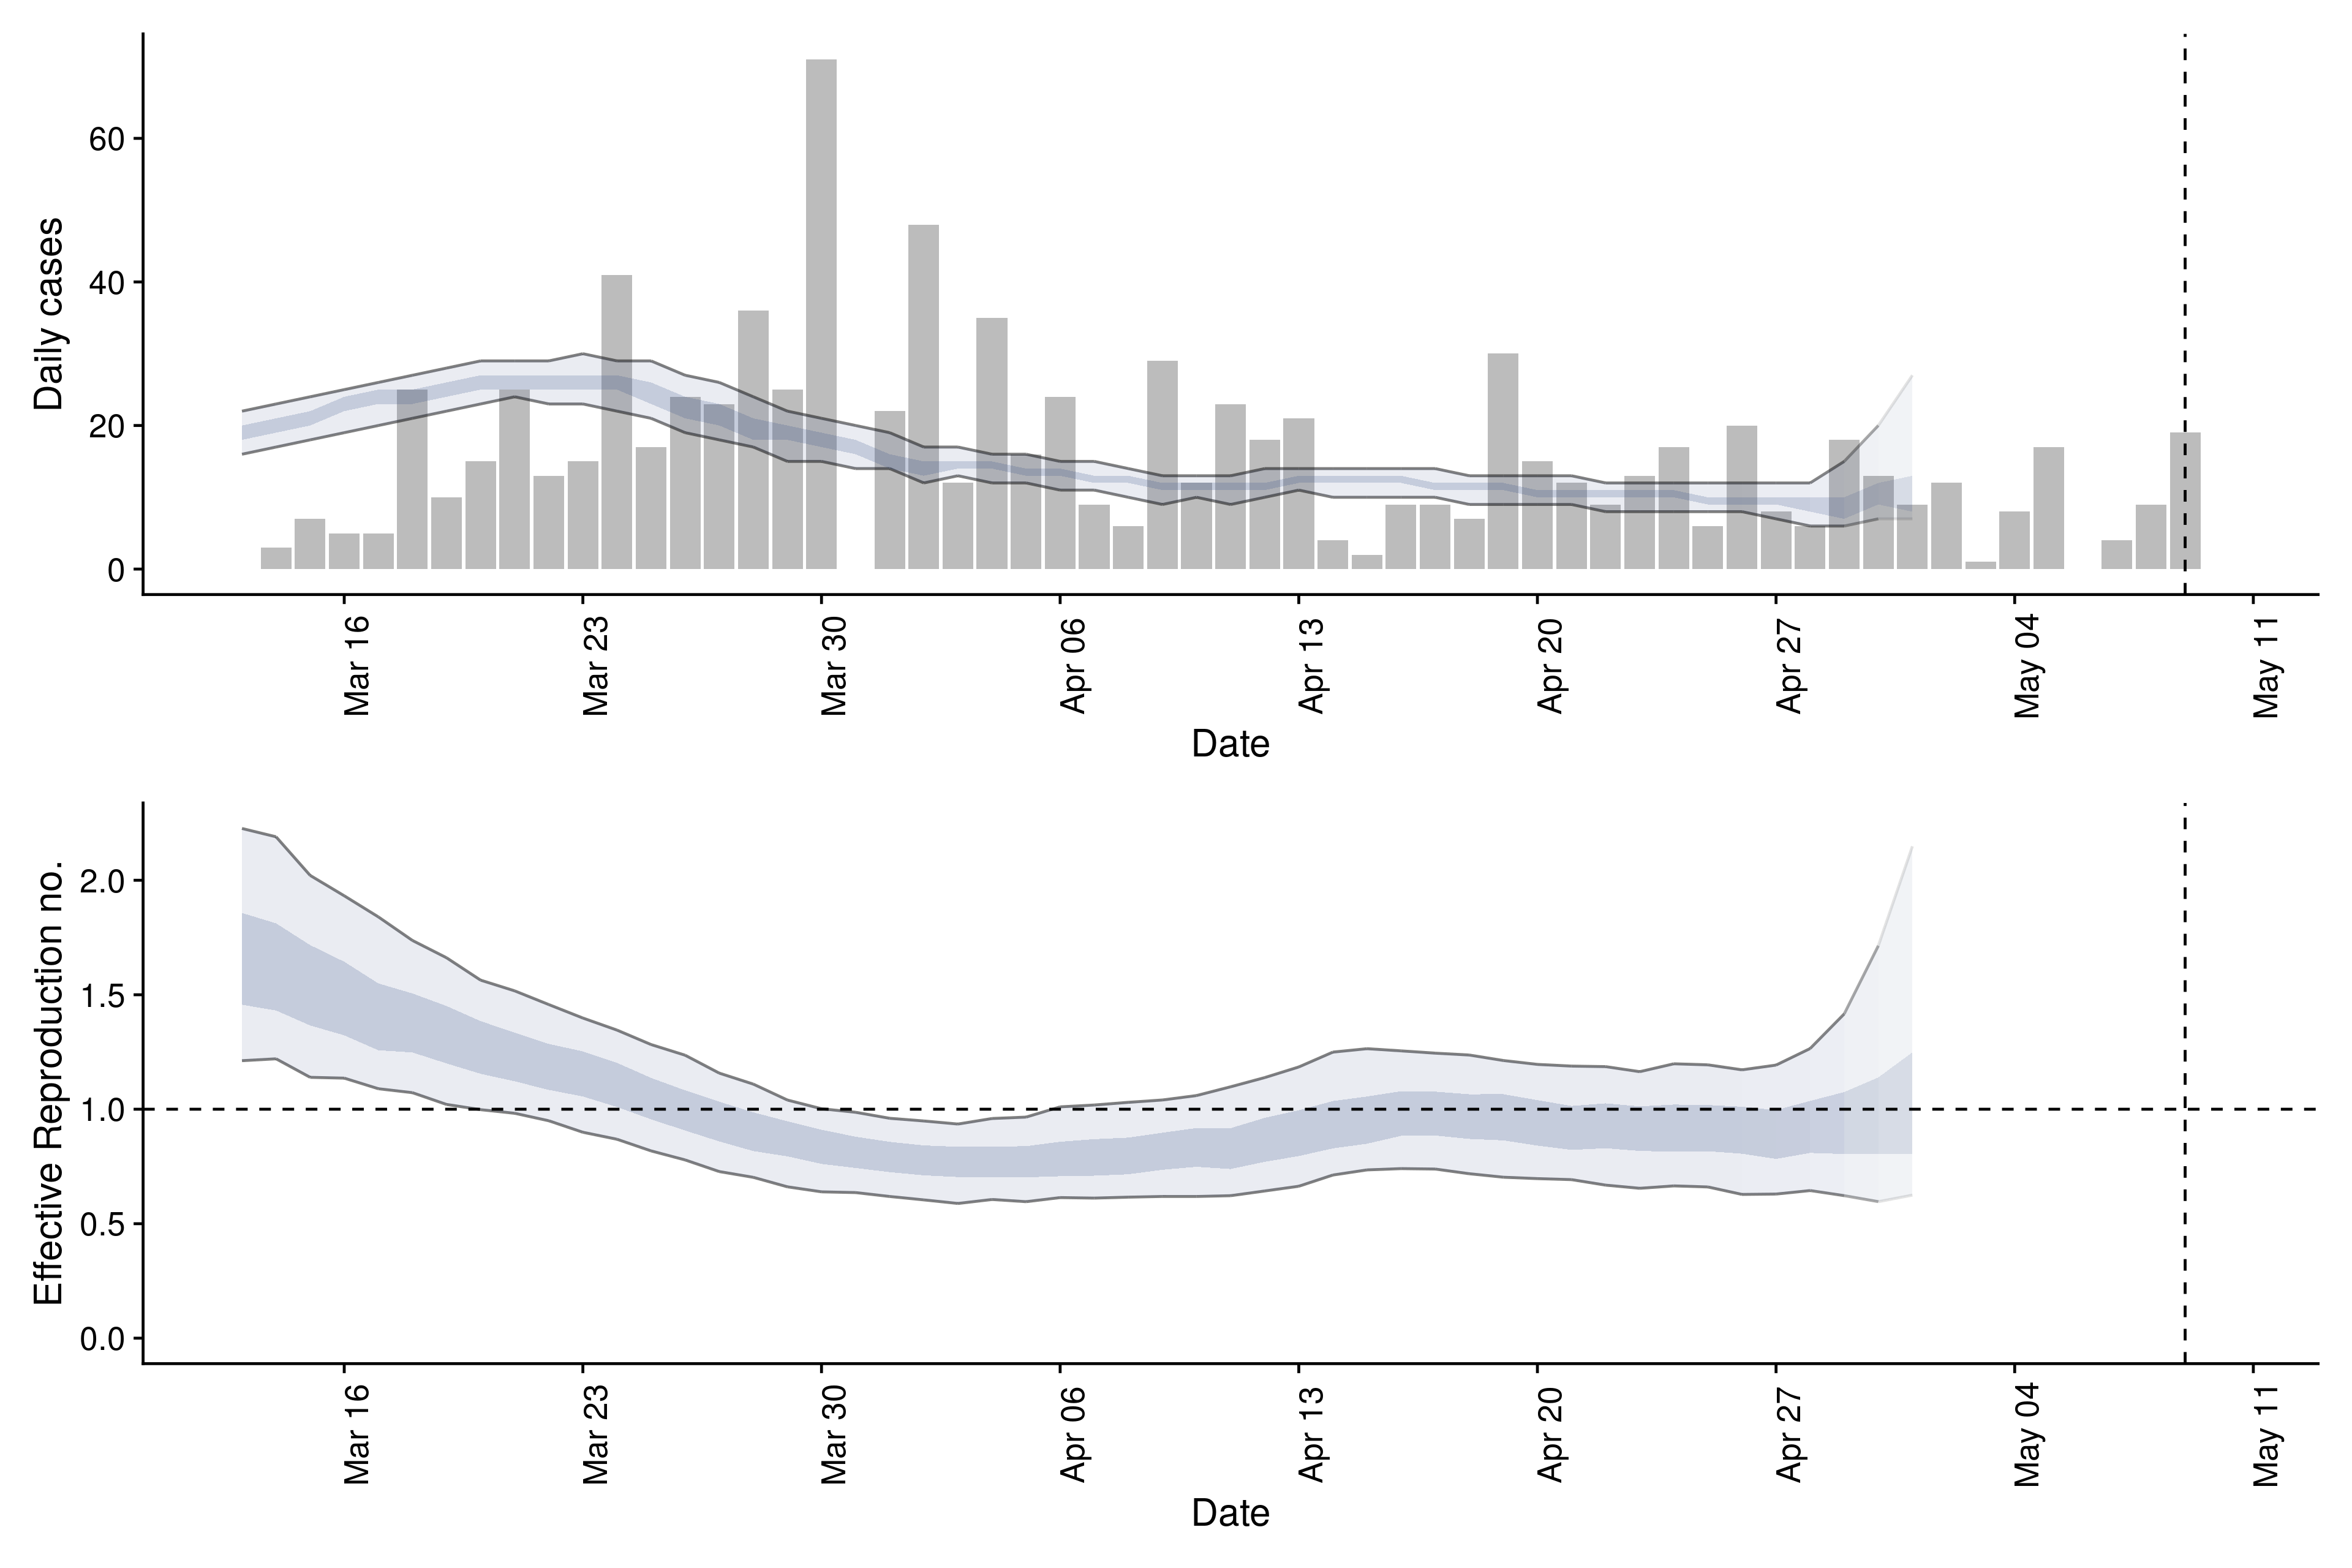 Daily cases
60
40
20
0
Mar 16
Mar 23
Mar 30
Apr 06
Apr 13
Apr 20
Apr 27
May 04
May 11
Date
Effective Reproduction no.
2.0
1.5
1.0
0.5
0.0
Mar 16
Mar 23
Mar 30
Apr 06
Apr 13
Apr 20
Apr 27
May 04
May 11
Date